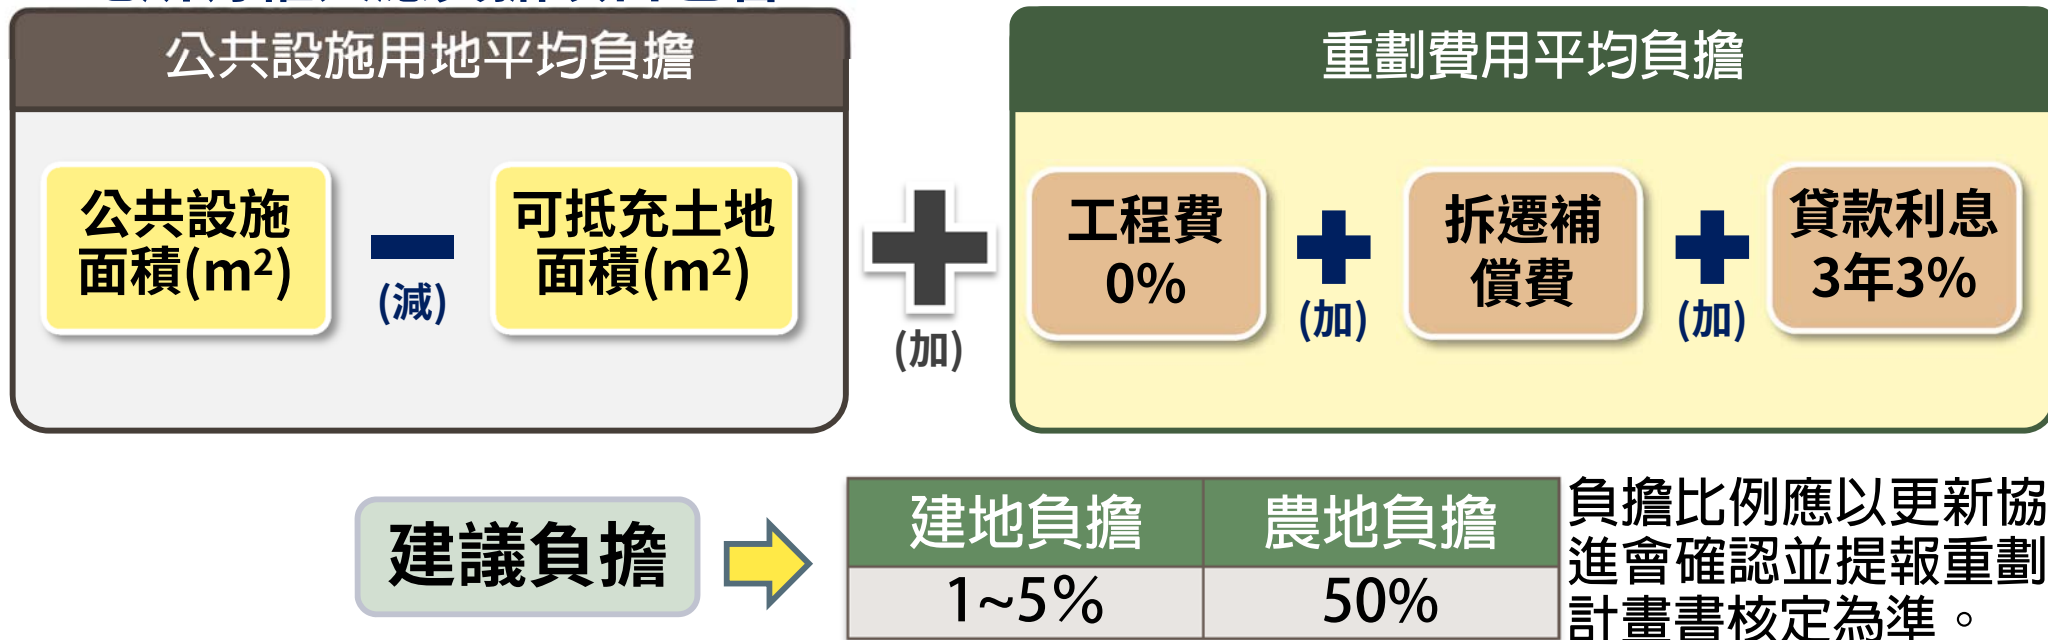 公共設施用地平均負擔
公共設施
面積(m²)
(減)
可抵充土地
面積(m²)
(加)
重劃費用平均負擔
工程費
0%
(加)
拆遷補
償費
(加)
貸款利息
3年3%
建議負擔
建地負擔 農地負擔
1~5% 50%
負擔比例應以更新協
進會確認並提報重劃
計畫書核定為準。